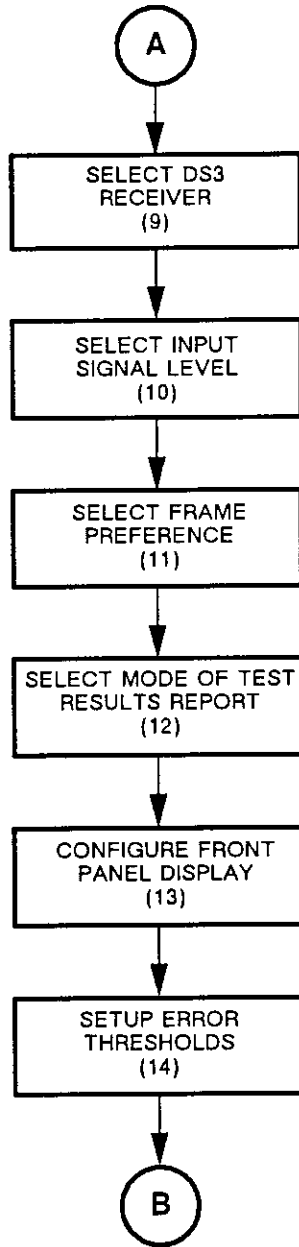 A
SELECT DS3
RECEIVER
(9)
SELECT INPUT
SIGNAL LEVEL
(10)
SELECT FRAME
PREFERENCE
(11)
SELECT MODE OF TEST
RESULTS REPORT
(12)
CONFIGURE FRONT
PANEL DISPLAY
(13)
SETUP ERROR
THRESHOLDS
(14)
B